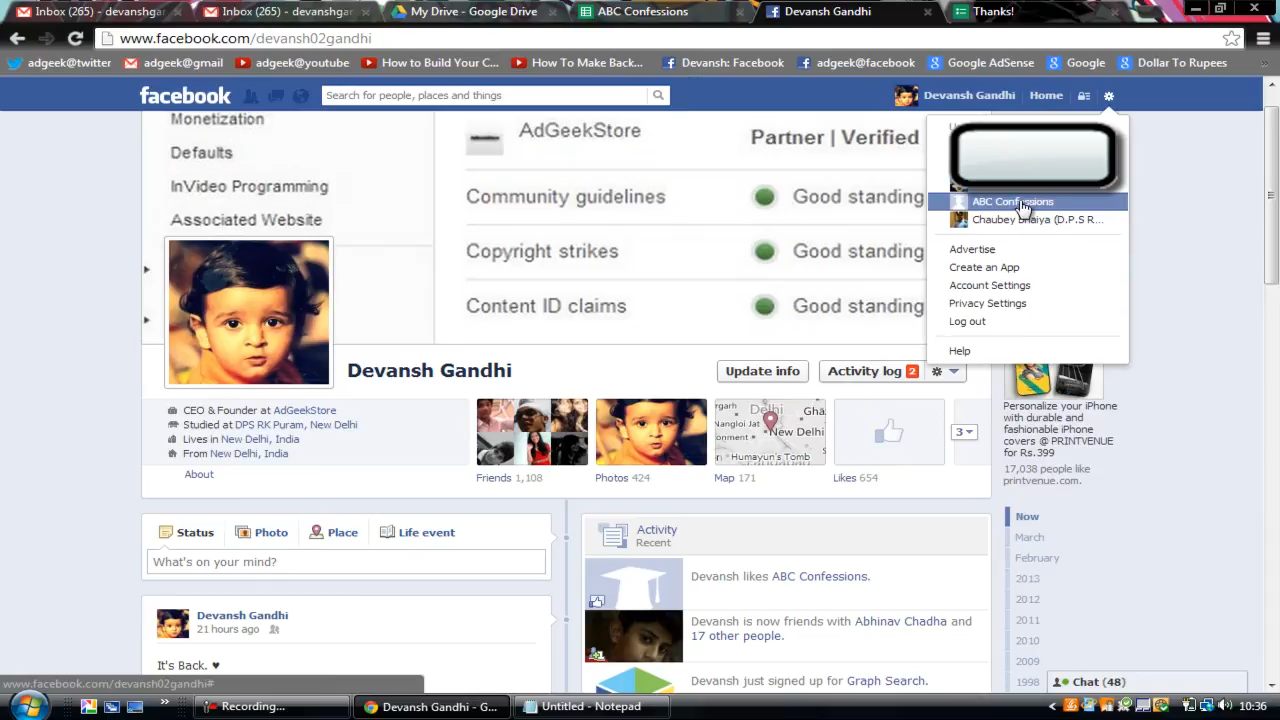 Inbox (265) - devanshgar
Inbox (265) - devanshgar
My Drive - Google Drive
ABC Confessions
Devansh Gandhi
Thanks!
www.facebook.com/devansh02gandhi
adgeek@twitter
adgeek@gmail
adgeek@youtube
How to Build Your C...
How To Make Back...
Devansh: Facebook
adgeek@facebook
Google AdSense
Google
Dollar To Rupees
facebook
Search for people, places and things
Devansh Gandhi
Home
Monetization
Defaults
InVideo Programming
Associated Website
AdGeekStore
Partner | Verified
Community guidelines
Good standing
Copyright strikes
Good standing
Content ID claims
Good standing
ABC Confessions
Chaubey Bhaiya (D.P.S R...
Advertise
Create an App
Account Settings
Privacy Settings
Log out
Help
Devansh Gandhi
Update info
Activity log 2
CEO & Founder at AdGeekStore
Studied at DPS RK Puram, New Delhi
Lives in New Delhi, India
From New Delhi, India
About
Friends 1,108
Photos 424
rgarh
Delhi
Ghā
Nangloi Jat
onment
New Delhi
Humayun's Tomb
Map 171
Likes 654
3
Personalize your iPhone
with durable and
fashionable iPhone
covers @ PRINTVENUE
for Rs.399
17,038 people like
printvenue.com.
Status
Photo
Place
Life event
What's on your mind?
Devansh Gandhi
21 hours ago
It's Back. ♥
Activity
Recent
Devansh likes ABC Confessions.
Devansh is now friends with Abhinav Chadha and
17 other people.
Devansh just signed up for Graph Search.
Now
March
February
2013
2012
2011
2010
2009
1998
Chat (48)
www.facebook.com/devansh02gandhi#
Recording...
Devansh Gandhi - G...
Untitled - Notepad
10:36